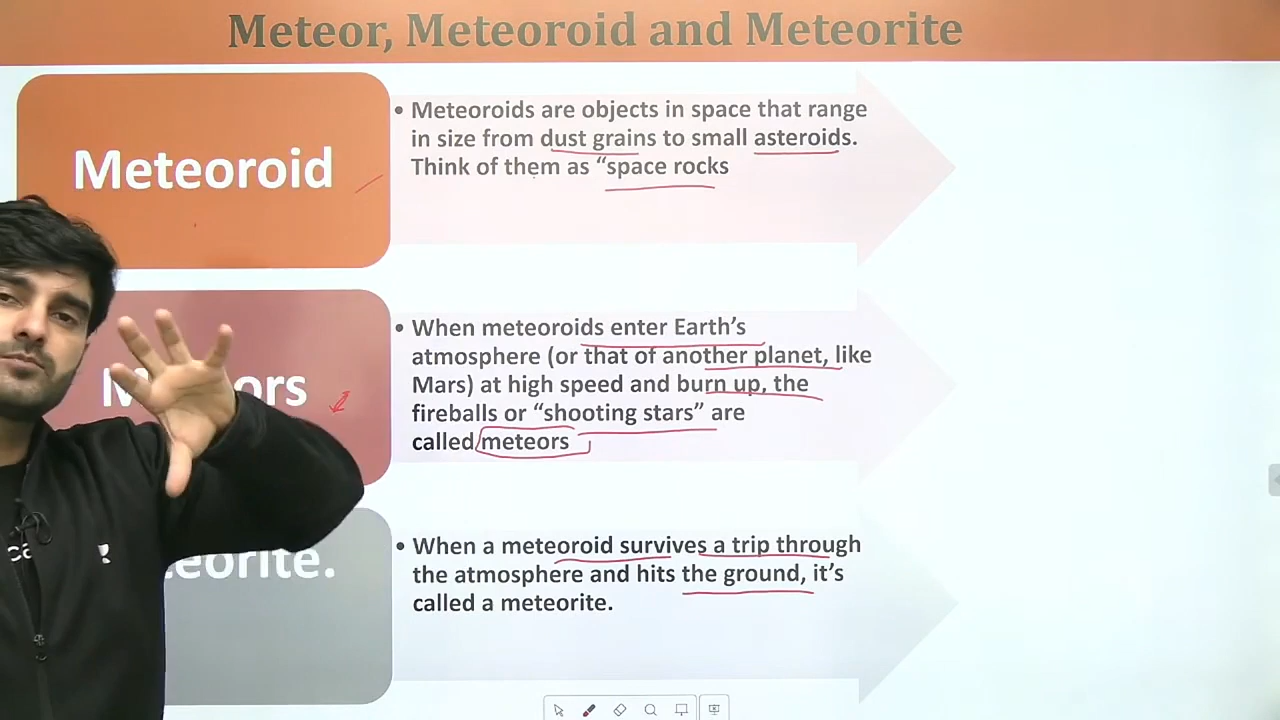 Meteor, Meteoroid and Meteorite
Meteoroid
• Meteoroids are objects in space that range
in size from dust grains to small asteroids.
Think of them as “space rocks
• When meteoroids enter Earth’s
atmosphere (or that of another planet, like
Mars) at high speed and burn up, the
fireballs or “shooting stars” are
called meteors
• When a meteoroid survives a trip through
the atmosphere and hits the ground, it’s
called a meteorite.